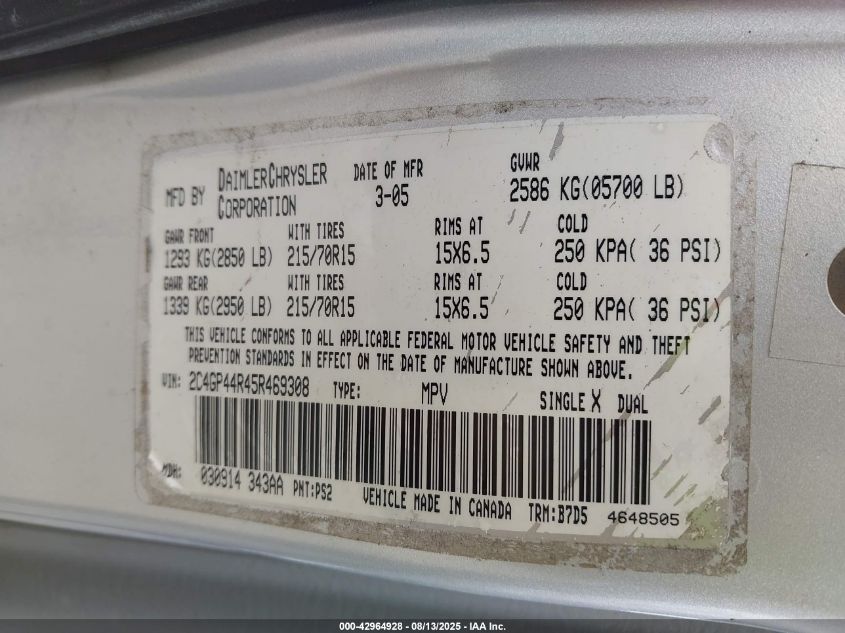 MFD BY DAIMLERCHRYSLER CORPORATION DATE OF MFR 3-05 GVWR 2586 KG(05700 LB)
GAWR FRONT WITH TIRES RIMS AT COLD
1293 KG(2850 LB) 215/70R15 15X6.5 250 KPA( 36 PSI)
GAWR REAR WITH TIRES RIMS AT COLD
1339 KG(2950 LB) 215/70R15 15X6.5 250 KPA( 36 PSI)
THIS VEHICLE CONFORMS TO ALL APPLICABLE FEDERAL MOTOR VEHICLE SAFETY AND THEFT
PREVENTION STANDARDS IN EFFECT ON THE DATE OF MANUFACTURE SHOWN ABOVE.
VIN: 2C4GP44R45R469308 TYPE: MPV SINGLE X DUAL
MDH: 030914 343AA PNT:PS2 VEHICLE MADE IN CANADA TRM:B7D5 4648505
000-42964928 - 08/13/2025 - IAA Inc.